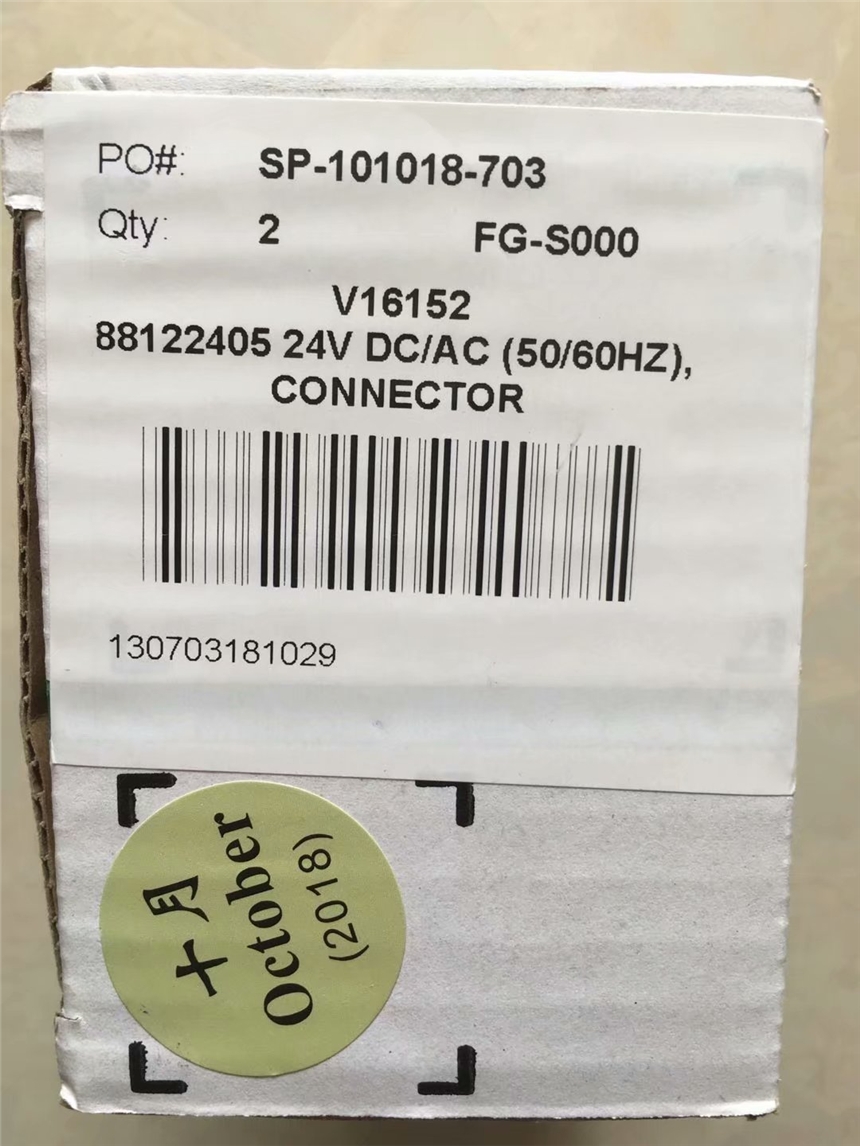 PO#: SP-101018-703
Qty: 2 FG-S000
V16152
88122405 24V DC/AC (50/60HZ),
CONNECTOR
130703181029
十月
October
(2018)